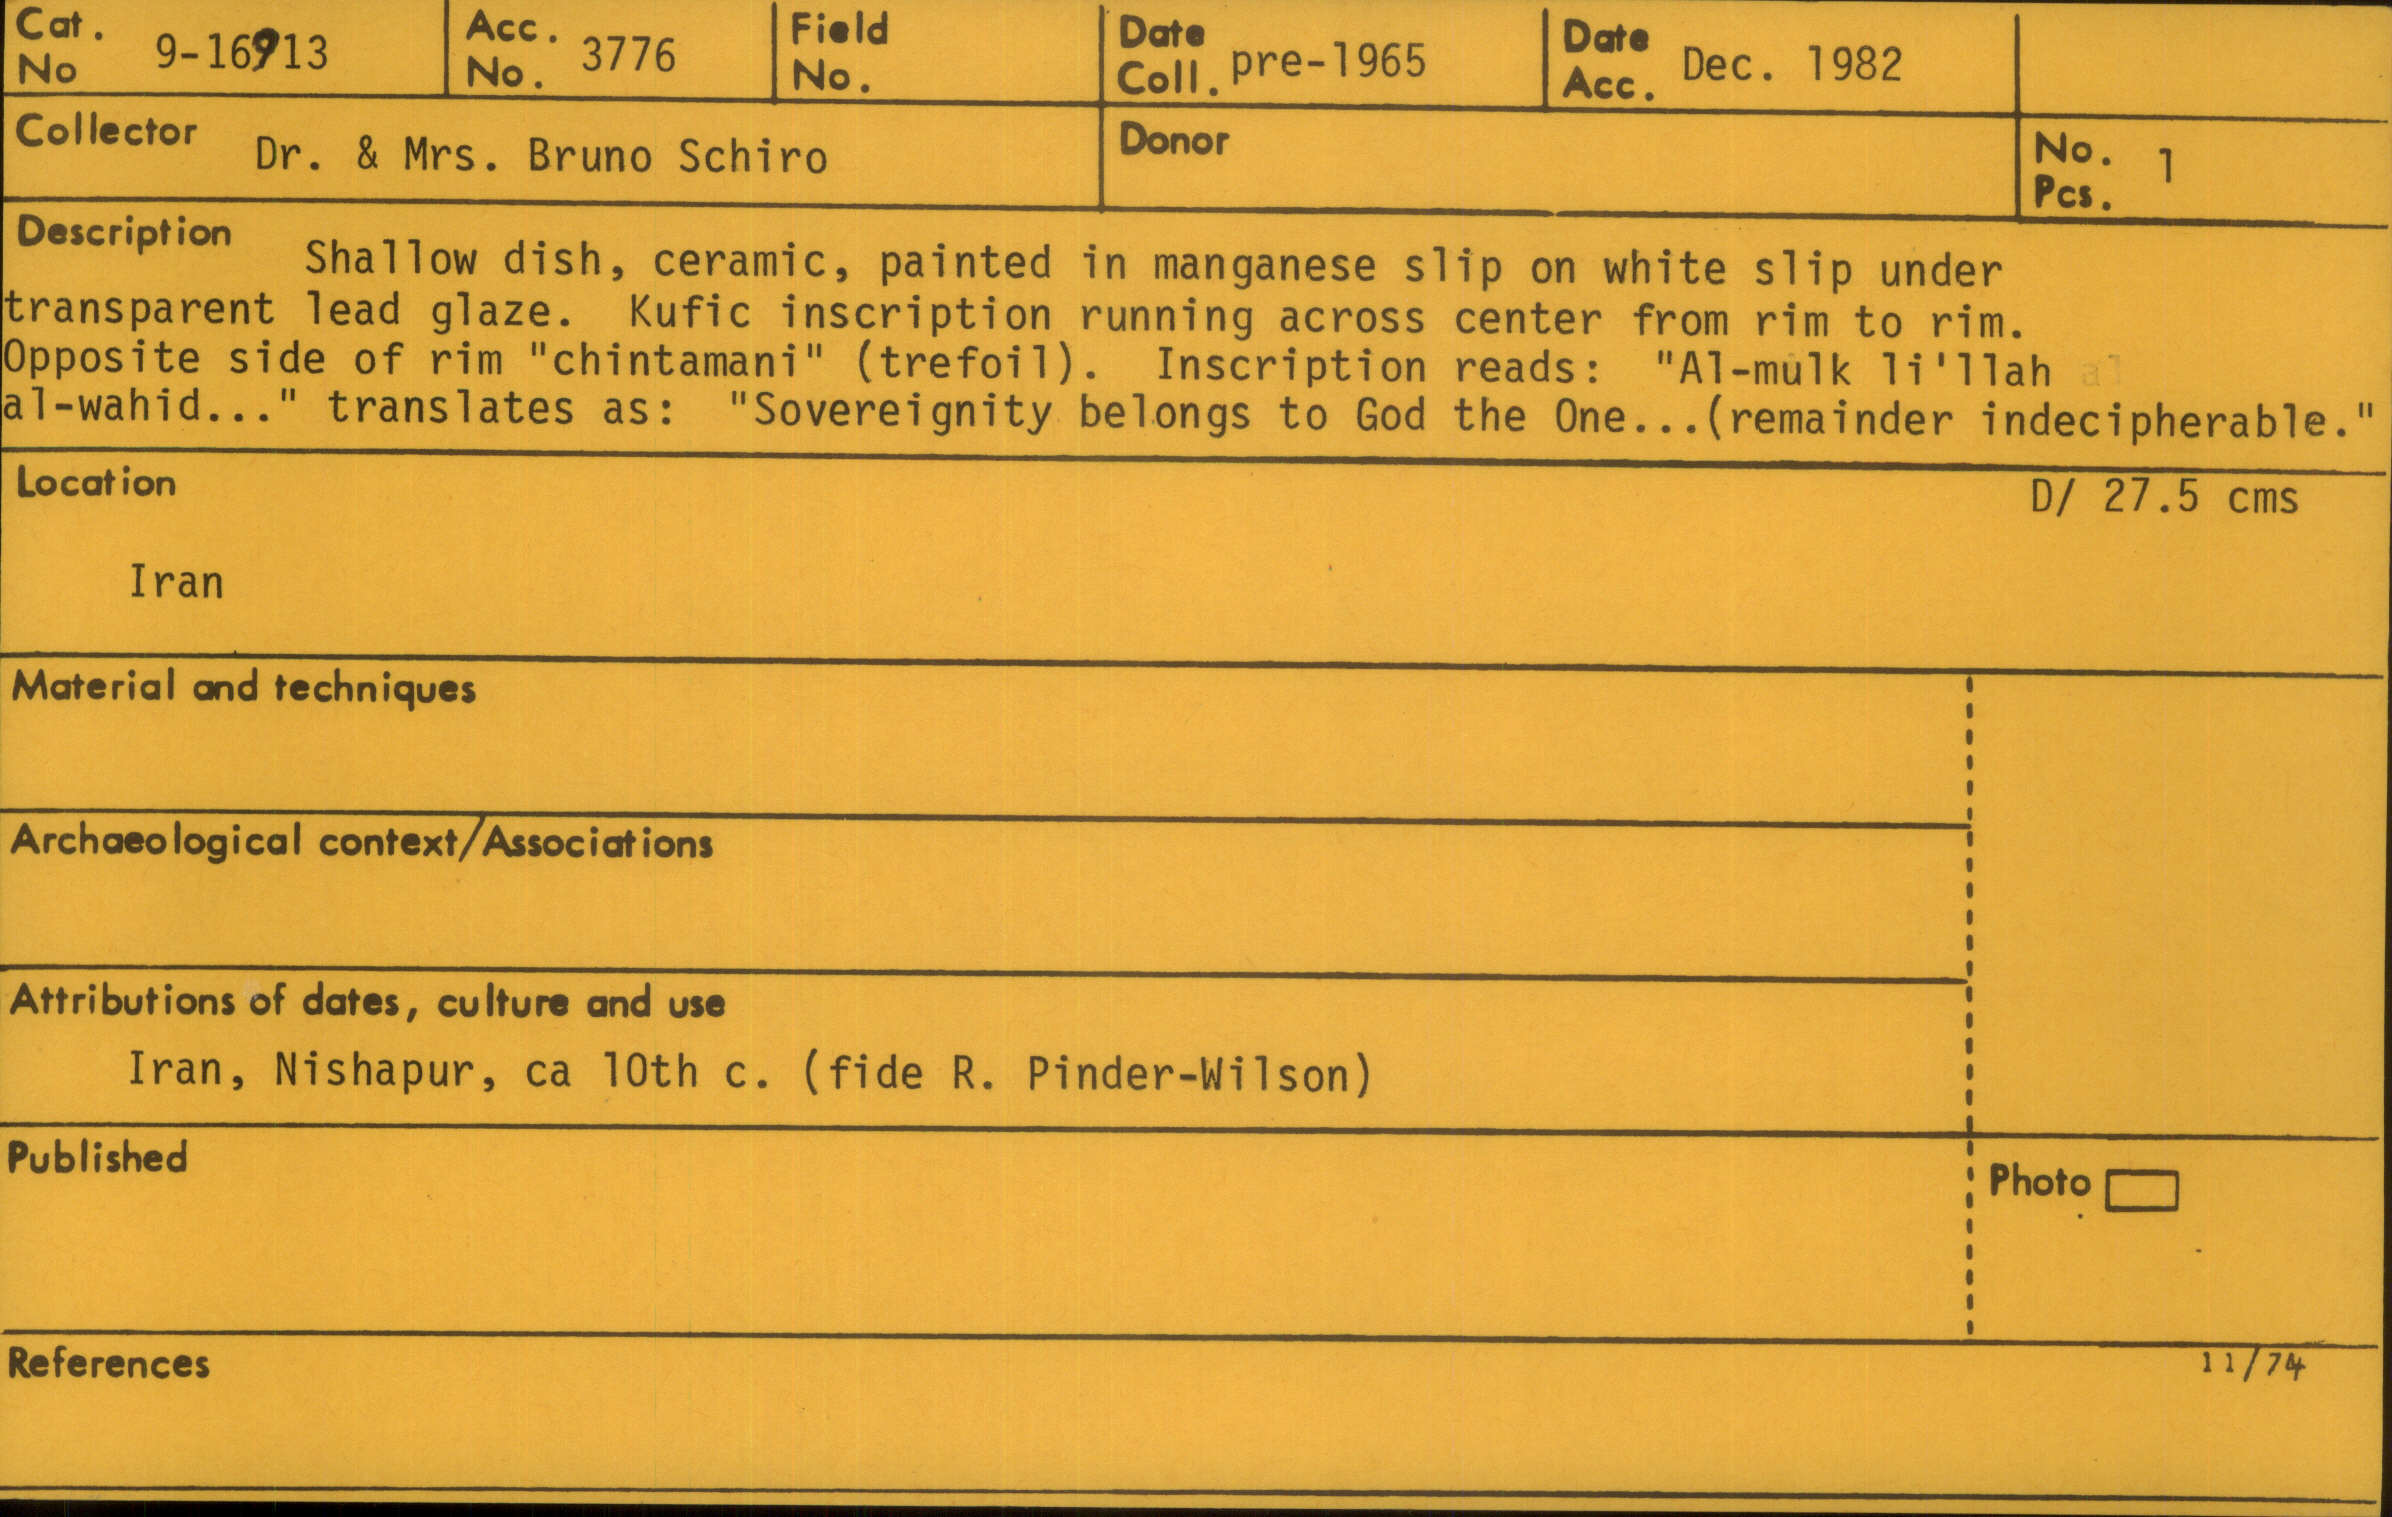 Cat. No 9-16913 Acc. No. 3776 Field No. Date Coll. pre-1965 Date Acc. Dec. 1982
Collector Dr. & Mrs. Bruno Schiro Donor No. Pcs. 1
Description Shallow dish, ceramic, painted in manganese slip on white slip under
transparent lead glaze. Kufic inscription running across center from rim to rim.
Opposite side of rim "chintamani" (trefoil). Inscription reads: "Al-mulk li'llah al
al-wahid..." translates as: "Sovereignity belongs to God the One...(remainder indecipherable."
Location D/ 27.5 cms
Iran
Material and techniques
Archaeological context/Associations
Attributions of dates, culture and use
Iran, Nishapur, ca 10th c. (fide R. Pinder-Wilson)
Published
Photo
References 11/74